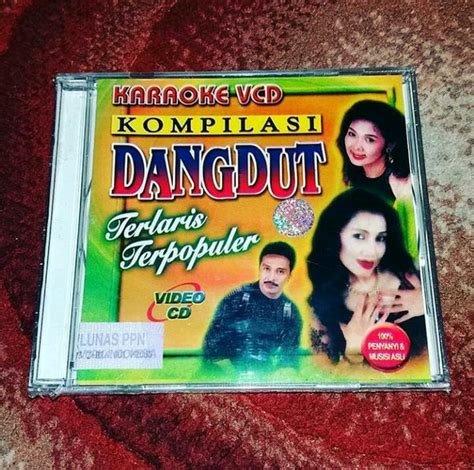 KARAOKE VCD
KOMPILASI
DANGDUT
Terlaris
Terpopuler
VIDEO
CD
LUNAS PPN
100%
PENYANYI &
MUSISI ASLI